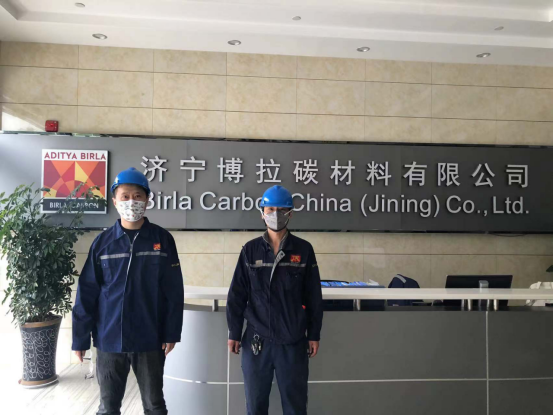 ADITYA BIRLA
BIRLA CARBON
济宁博拉碳材料有限公司
Birla Carbon China (Jining) Co., Ltd.